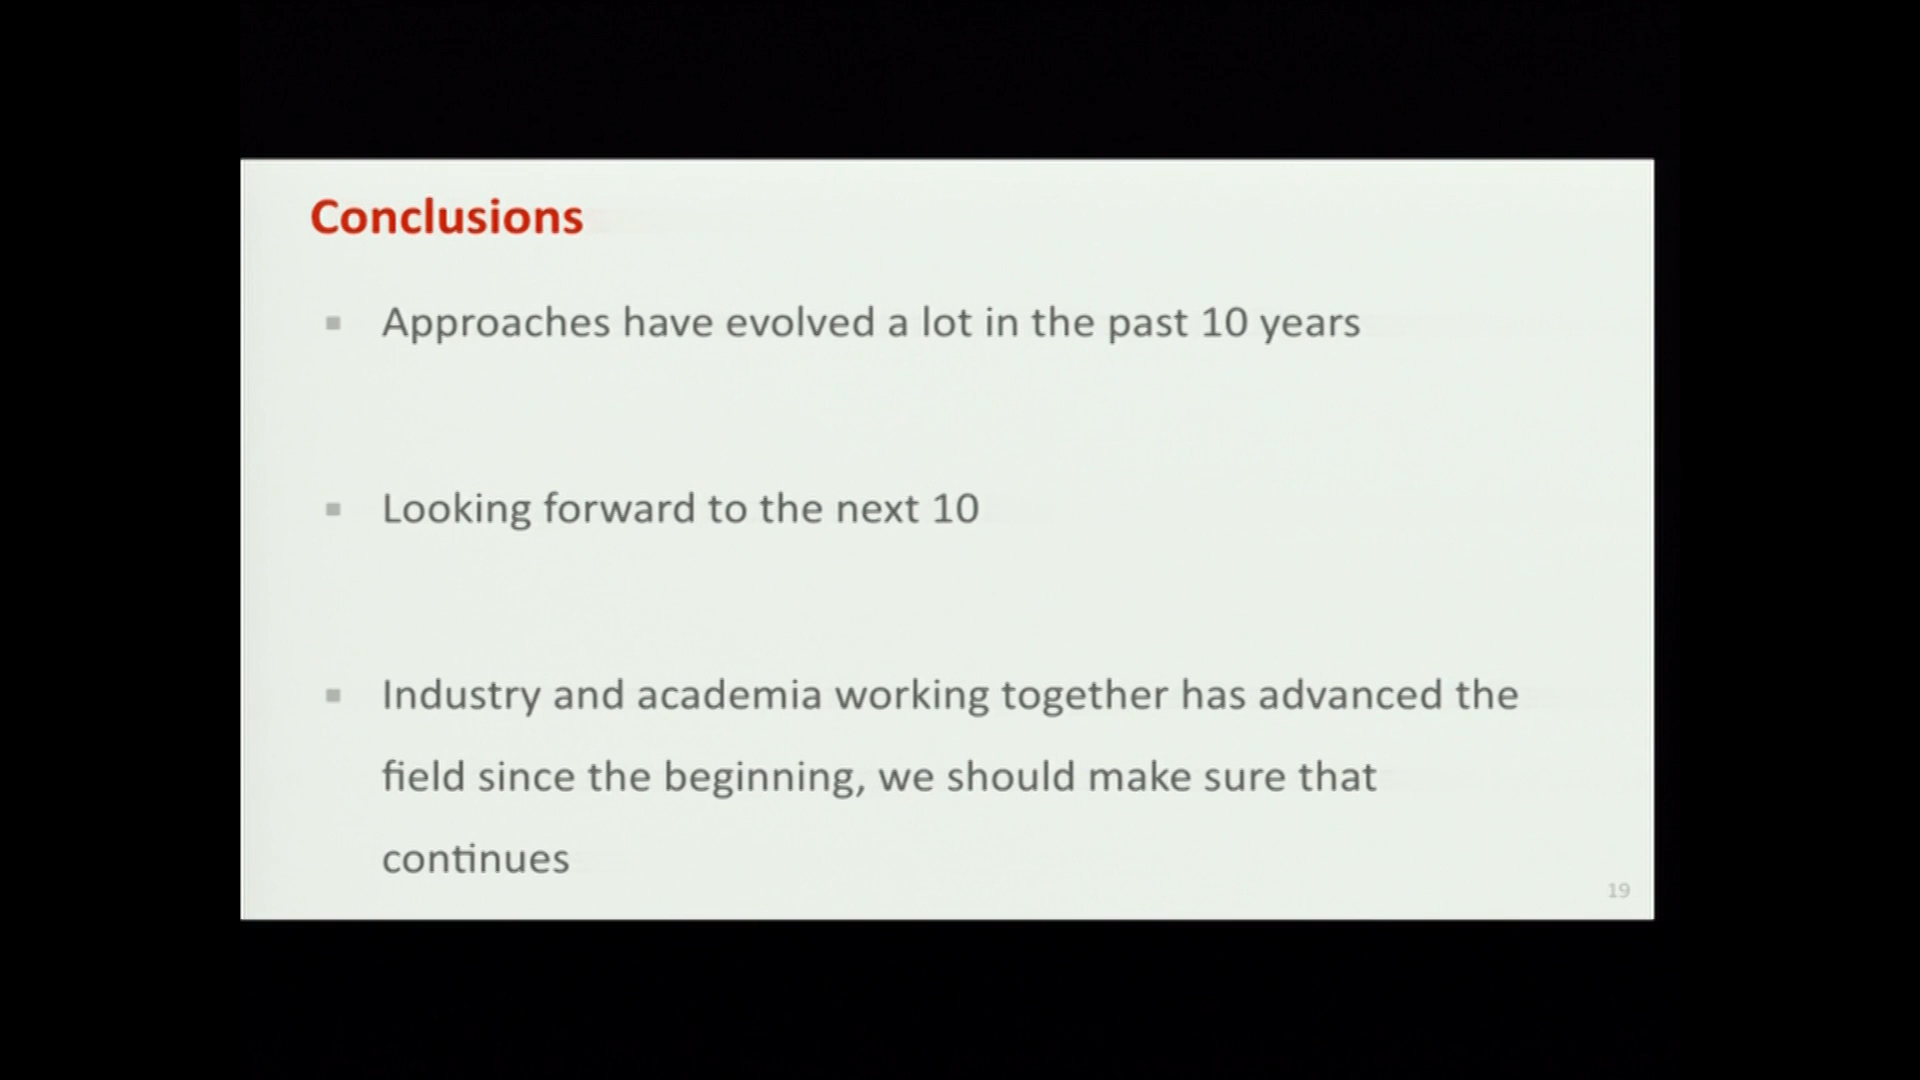 Conclusions
▪ Approaches have evolved a lot in the past 10 years
▪ Looking forward to the next 10
▪ Industry and academia working together has advanced the
field since the beginning, we should make sure that
continues
19